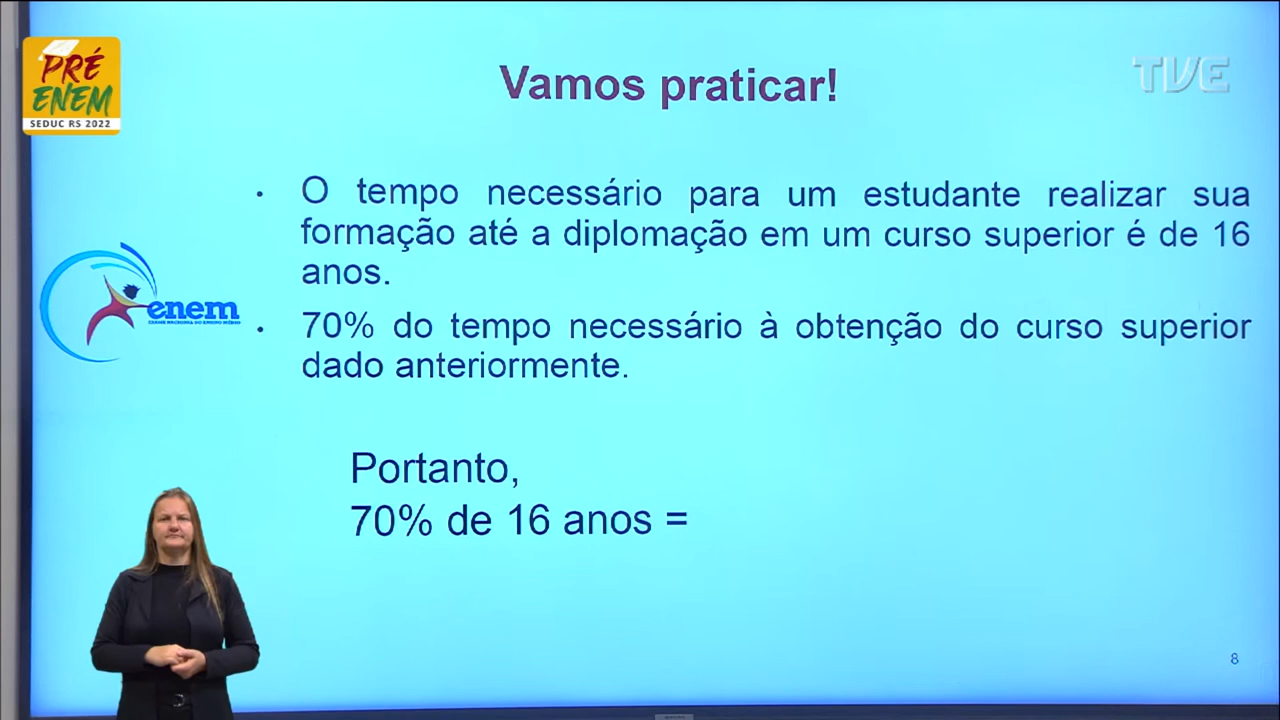 PRÉ
ENEM
SEDUC RS 2022
Vamos praticar!
TVE
• O tempo necessário para um estudante realizar sua
formação até a diplomação em um curso superior é de 16
anos.
enem
EXAME NACIONAL DO ENSINO MÉDIO
• 70% do tempo necessário à obtenção do curso superior
dado anteriormente.
Portanto,
70% de 16 anos =
8